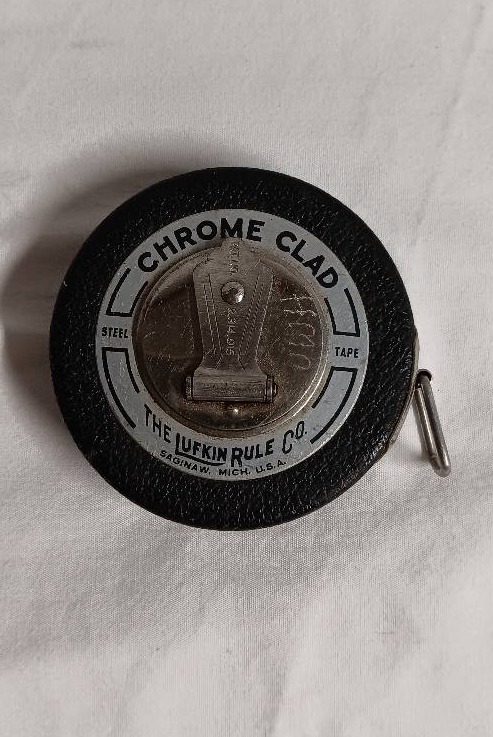 CHROME CLAD
STEEL
TAPE
THE LUFKIN RULE CO.
SAGINAW, MICH. U.S.A.